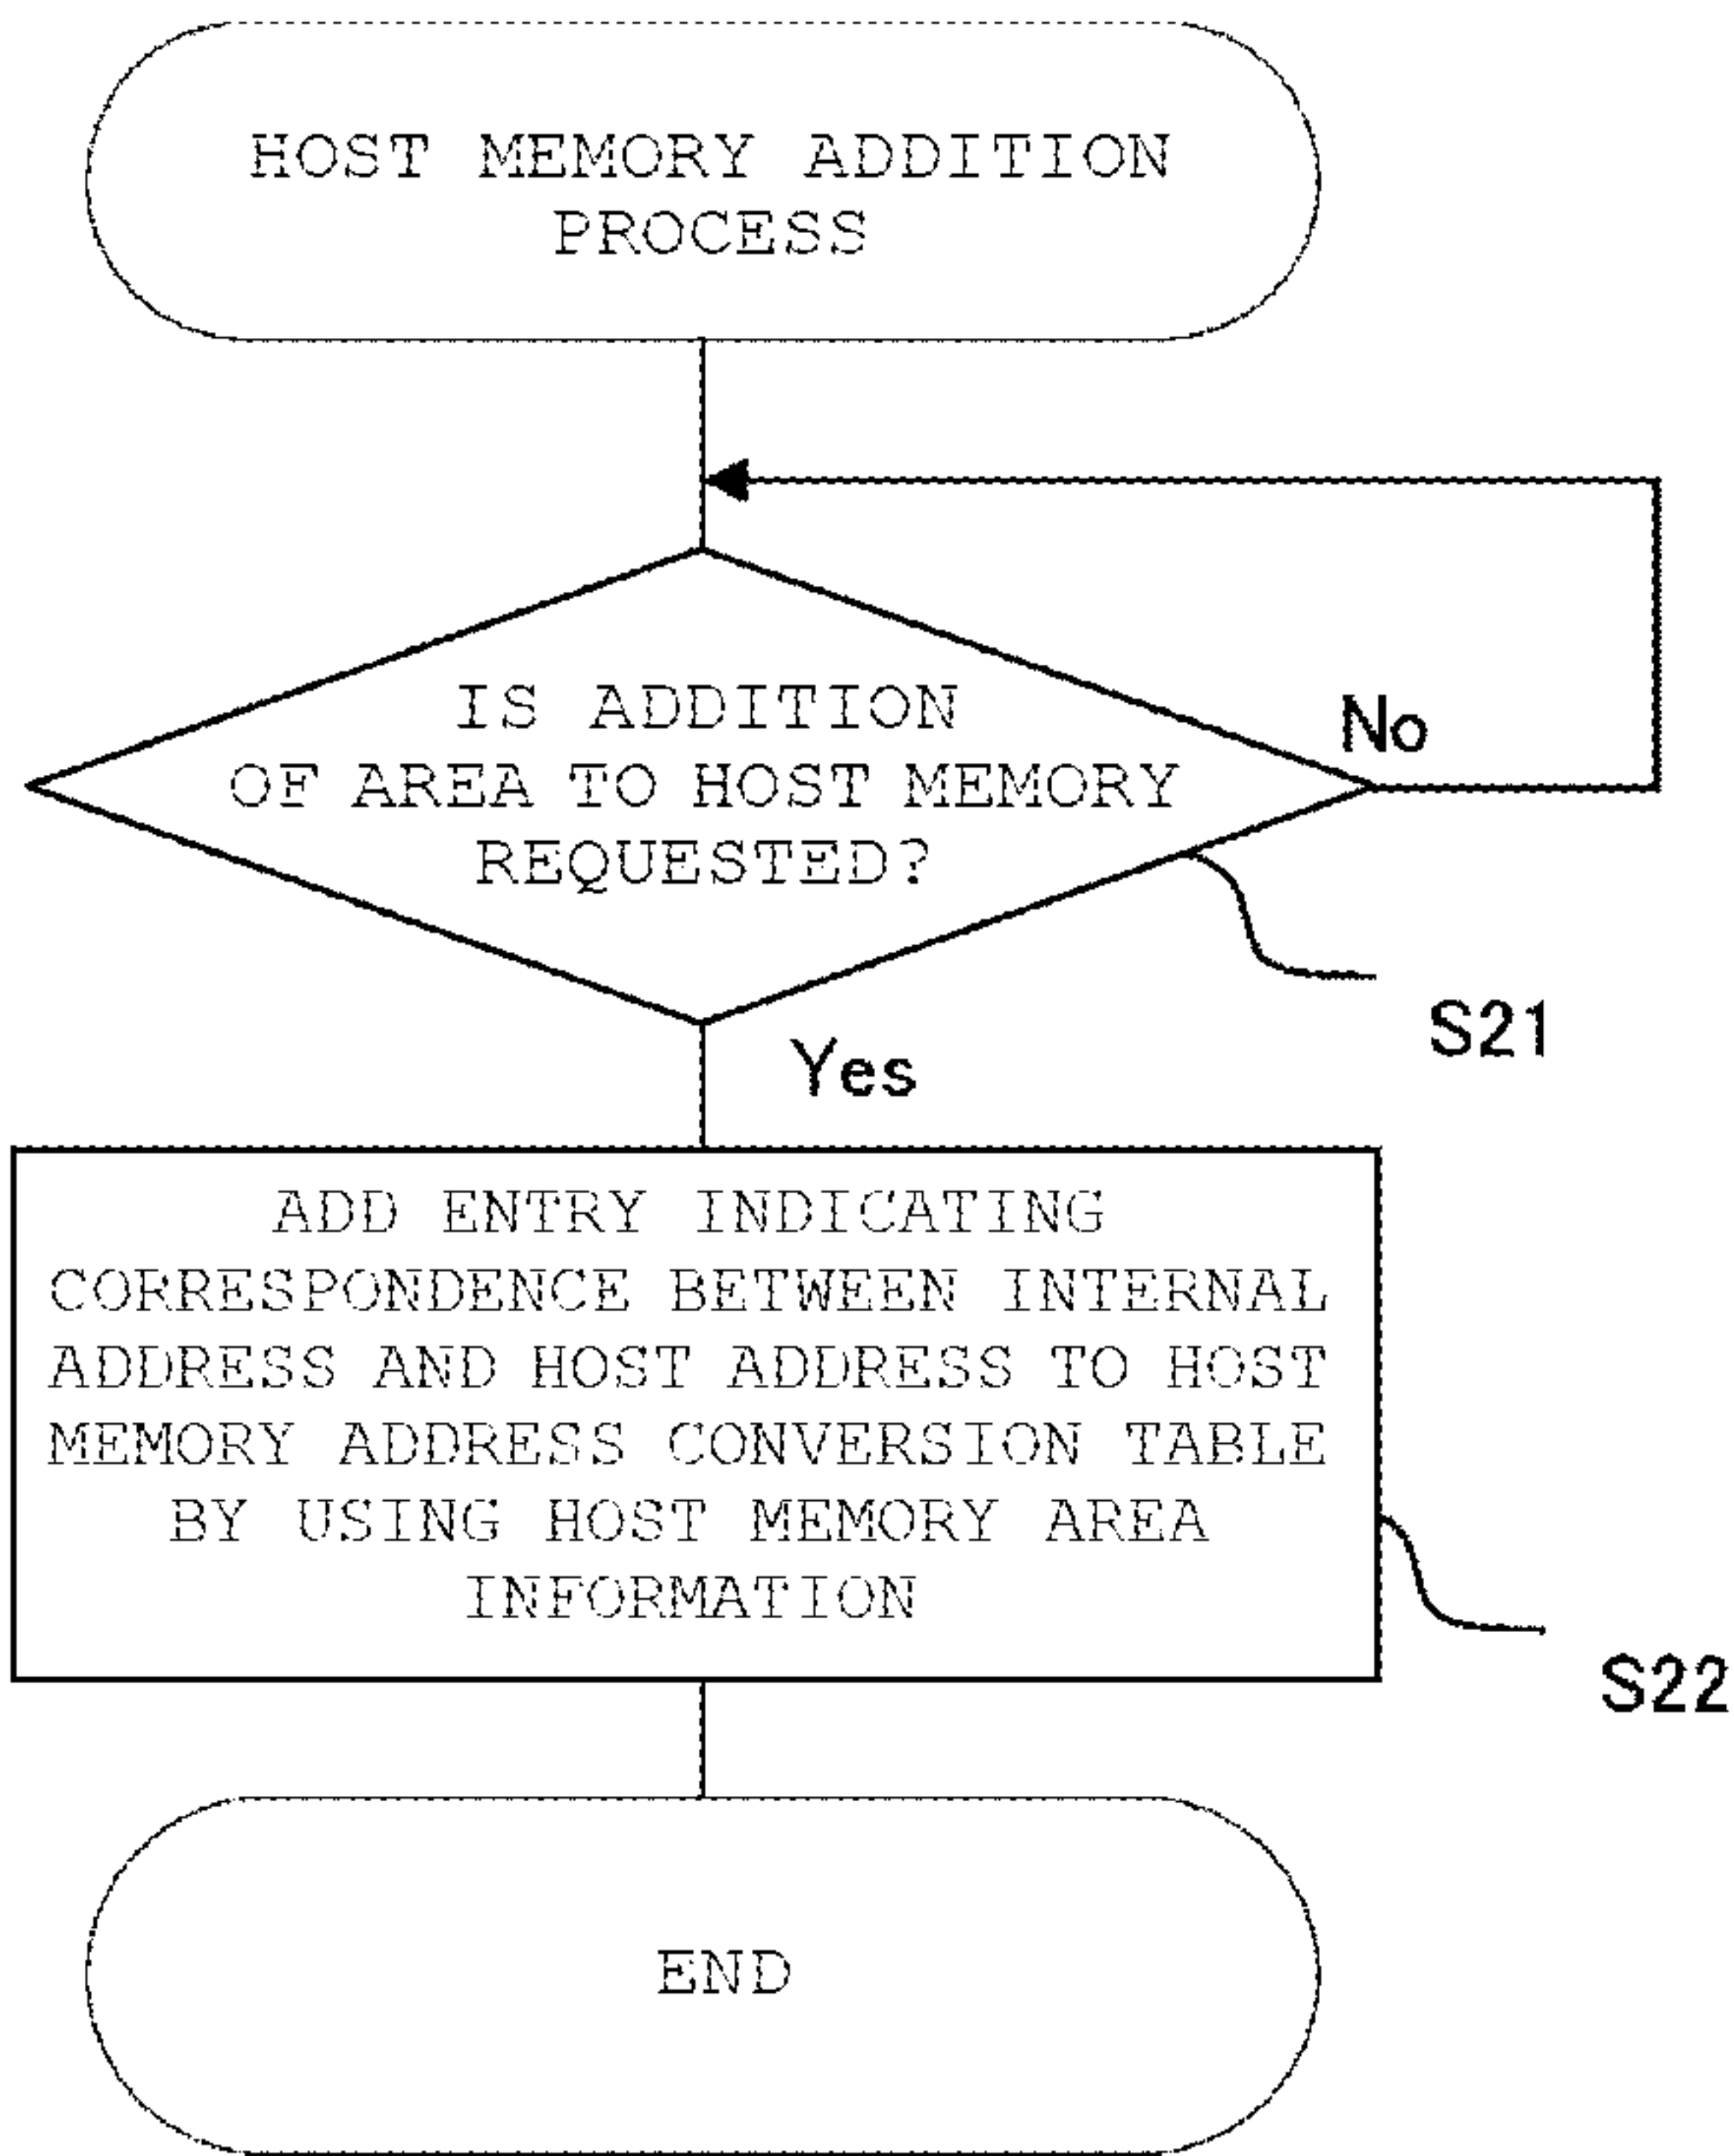 HOST MEMORY ADDITION
PROCESS
IS ADDITION
OF AREA TO HOST MEMORY
REQUESTED?
No
S21
Yes
ADD ENTRY INDICATING
CORRESPONDENCE BETWEEN INTERNAL
ADDRESS AND HOST ADDRESS TO HOST
MEMORY ADDRESS CONVERSION TABLE
BY USING HOST MEMORY AREA
INFORMATION
S22
END